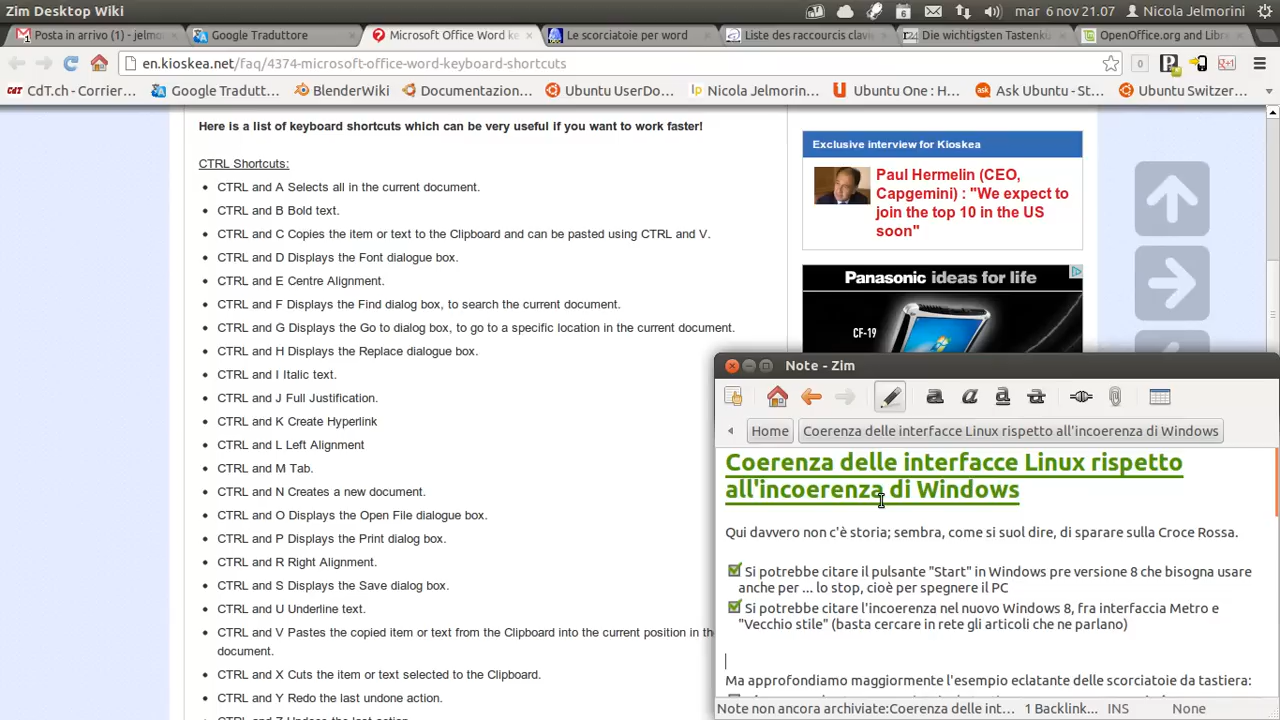 Zim Desktop Wiki
6
mar 6 nov 21.07
Nicola Jelmorini
Posta in arrivo (1) - jelmo
Google Traduttore
Microsoft Office Word ke
Le scorciatoie per word
Liste des raccourcis clavi
Die wichtigsten Tastenku
OpenOffice.org and Libr
en.kioskea.net/faq/4374-microsoft-office-word-keyboard-shortcuts
CdT.ch - Corrier...
Google Tradutt...
BlenderWiki
Documentazion...
Ubuntu UserDo...
Nicola Jelmorin...
Ubuntu One : H...
Ask Ubuntu - St...
Ubuntu Switzer...
Here is a list of keyboard shortcuts which can be very useful if you want to work faster!
CTRL Shortcuts:
CTRL and A Selects all in the current document.
CTRL and B Bold text.
CTRL and C Copies the item or text to the Clipboard and can be pasted using CTRL and V.
CTRL and D Displays the Font dialogue box.
CTRL and E Centre Alignment.
CTRL and F Displays the Find dialog box, to search the current document.
CTRL and G Displays the Go to dialog box, to go to a specific location in the current document.
CTRL and H Displays the Replace dialogue box.
CTRL and I Italic text.
CTRL and J Full Justification.
CTRL and K Create Hyperlink
CTRL and L Left Alignment
CTRL and M Tab.
CTRL and N Creates a new document.
CTRL and O Displays the Open File dialogue box.
CTRL and P Displays the Print dialog box.
CTRL and R Right Alignment.
CTRL and S Displays the Save dialog box.
CTRL and U Underline text.
CTRL and V Pastes the copied item or text from the Clipboard into the current position in the
document.
CTRL and X Cuts the item or text selected to the Clipboard.
CTRL and Y Redo the last undone action.
Exclusive interview for Kioskea
Paul Hermelin (CEO,
Capgemini) : "We expect to
join the top 10 in the US
soon"
Panasonic ideas for life
CF-19
Note - Zim
Home
Coerenza delle interfacce Linux rispetto all'incoerenza di Windows
Coerenza delle interfacce Linux rispetto
all'incoerenza di Windows
Qui davvero non c'è storia; sembra, come si suol dire, di sparare sulla Croce Rossa.
Si potrebbe citare il pulsante "Start" in Windows pre versione 8 che bisogna usare
anche per ... lo stop, cioè per spegnere il PC
Si potrebbe citare l'incoerenza nel nuovo Windows 8, fra interfaccia Metro e
"Vecchio stile" (basta cercare in rete gli articoli che ne parlano)
Ma approfondiamo maggiormente l'esempio eclatante delle scorciatoie da tastiera:
Note non ancora archiviate:Coerenza delle int...
1 Backlink...
INS
None